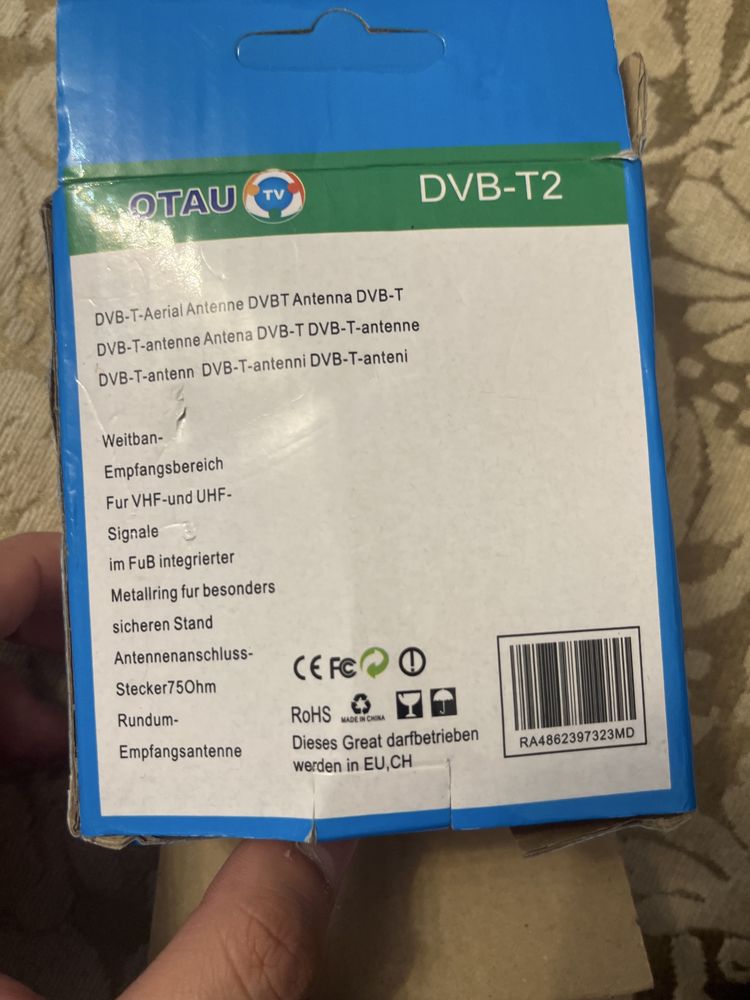 OTAU TV
DVB-T2
DVB-T-Aerial Antenne DVBT Antenna DVB-T
DVB-T-antenne Antena DVB-T DVB-T-antenne
DVB-T-antenn DVB-T-antenni DVB-T-anteni
Weitban-
Empfangsbereich
Fur VHF-und UHF-
Signale
im FuB integrierter
Metallring fur besonders
sicheren Stand
Antennenanschluss-
Stecker75Ohm
Rundum-
Empfangsantenne
CE FC
RoHS
MADE IN CHINA
Dieses Great darfbetrieben
werden in EU,CH
RA4862397323MD